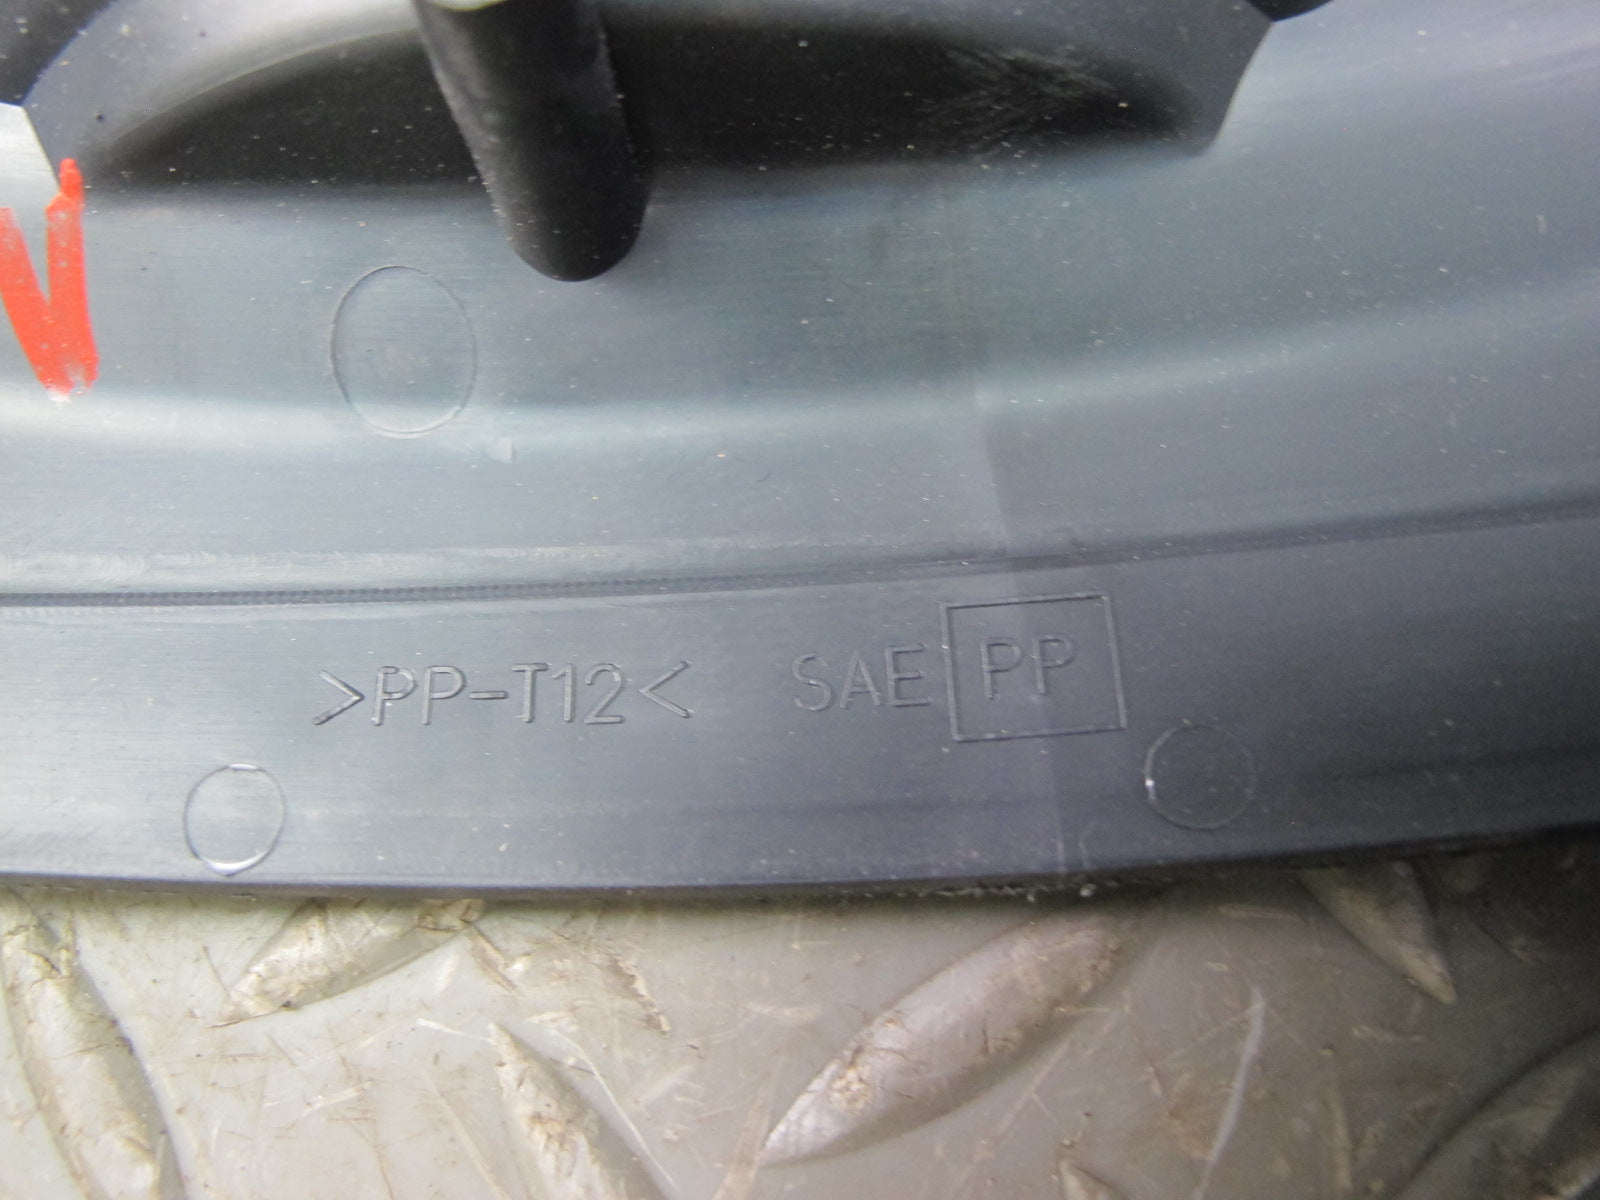 >PP-T12< SAE PP